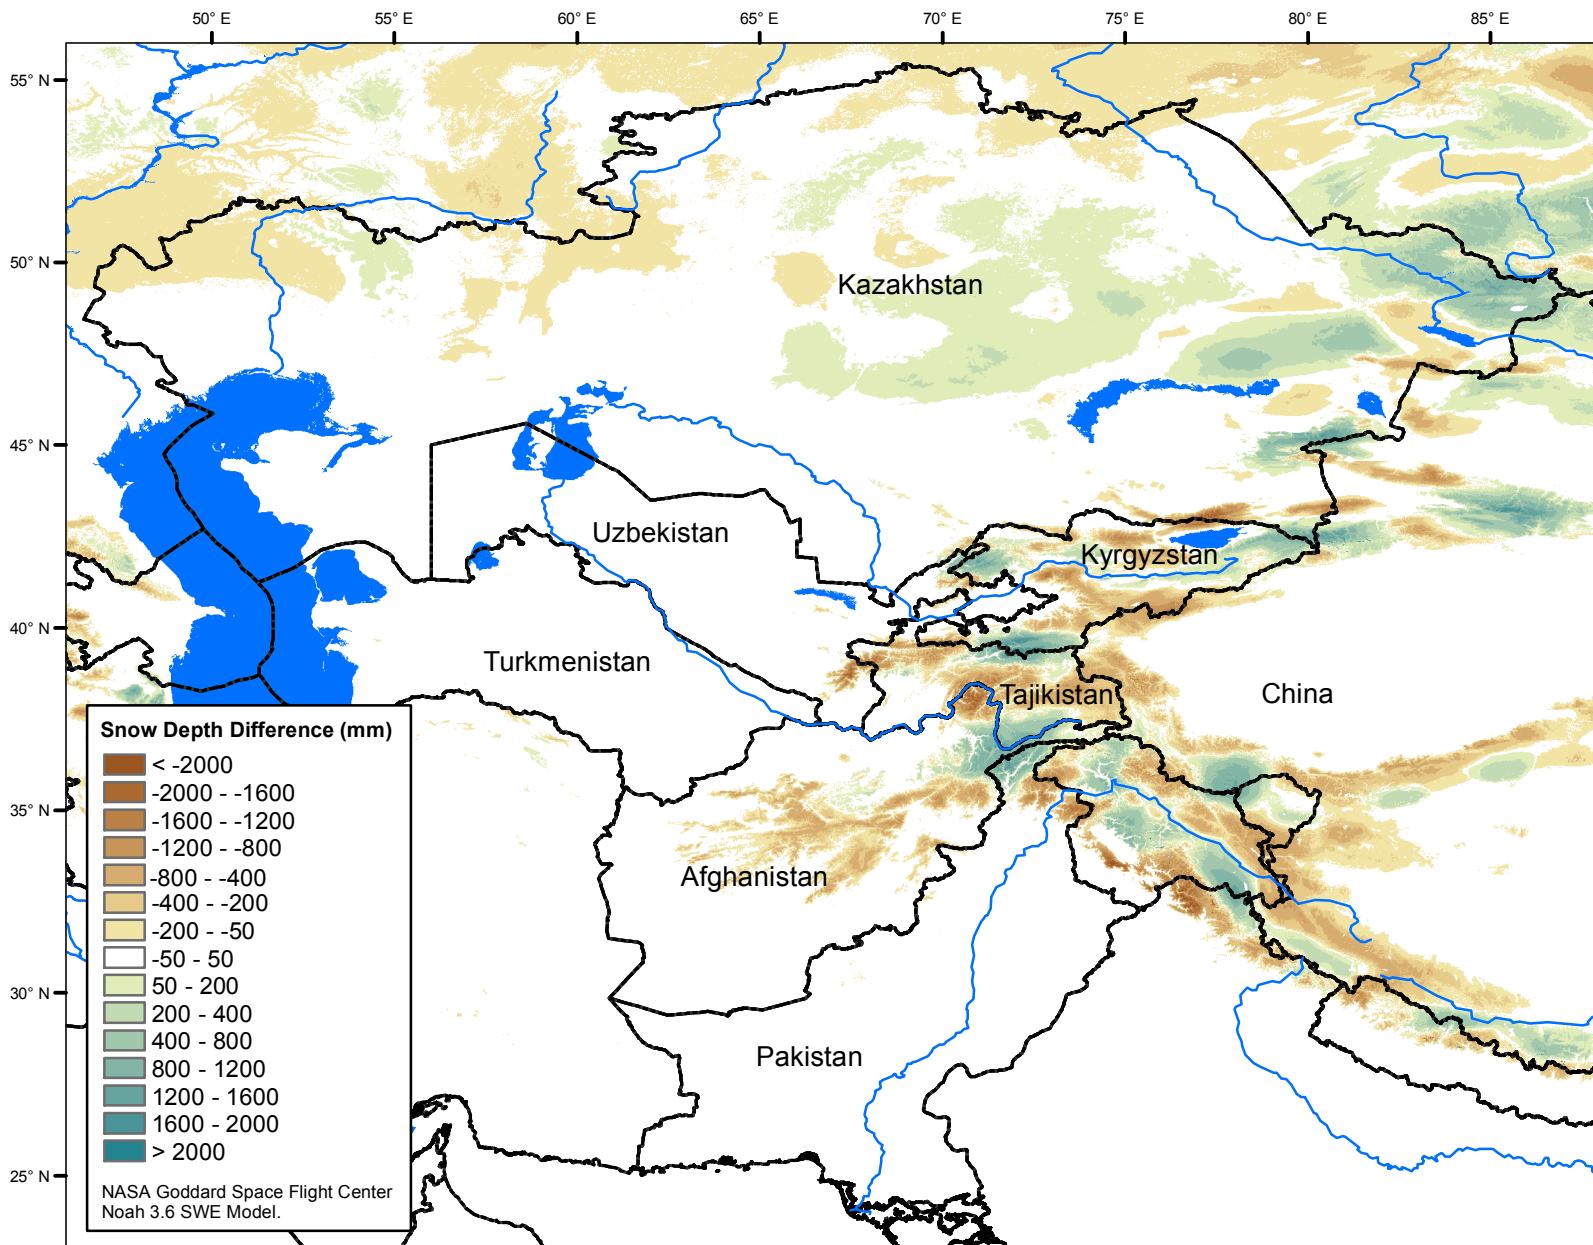 50° E 55° E 60° E 65° E 70° E 75° E 80° E 85° E
55° N
50° N
Kazakhstan
45° N
Uzbekistan
Kyrgyzstan
40° N
Turkmenistan
Tajikistan
China
Snow Depth Difference (mm)
< -2000
-2000 - -1600
-1600 - -1200
-1200 - -800
-800 - -400
-400 - -200
-200 - -50
-50 - 50
50 - 200
200 - 400
400 - 800
800 - 1200
1200 - 1600
1600 - 2000
> 2000
NASA Goddard Space Flight Center
Noah 3.6 SWE Model.
35° N
Afghanistan
30° N
Pakistan
25° N